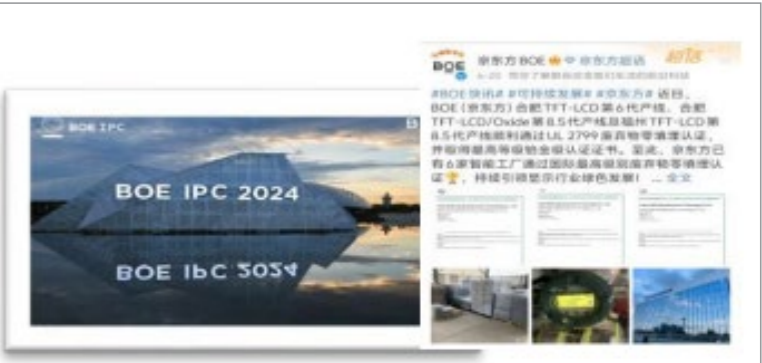 BOE IPC
BOE IPC 2024
BOE
京东方 BOE
京东方超话
#BOE快讯# #可持续发展# #京东方# 近日，
BOE（京东方）合肥TFT-LCD第6代产线、合肥
TFT-LCD/Oxide第8.5代产线及福州TFT-LCD第
8.5代产线顺利通过UL 2799废弃物零填埋认证，
并取得最高等级铂金级认证证书。至此，京东方已
有6家智能工厂通过国际最高级别废弃物零填埋认
证🏆，持续引领显示行业绿色发展！ ... 全文